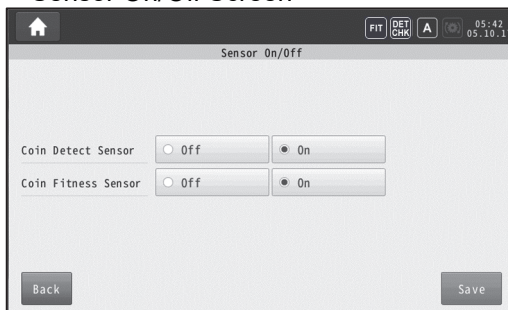 Sensor On/Off Screen
FIT DET CHK A 05:42
05.10.1
Sensor On/Off
Coin Detect Sensor Off On
Coin Fitness Sensor Off On
Back Save